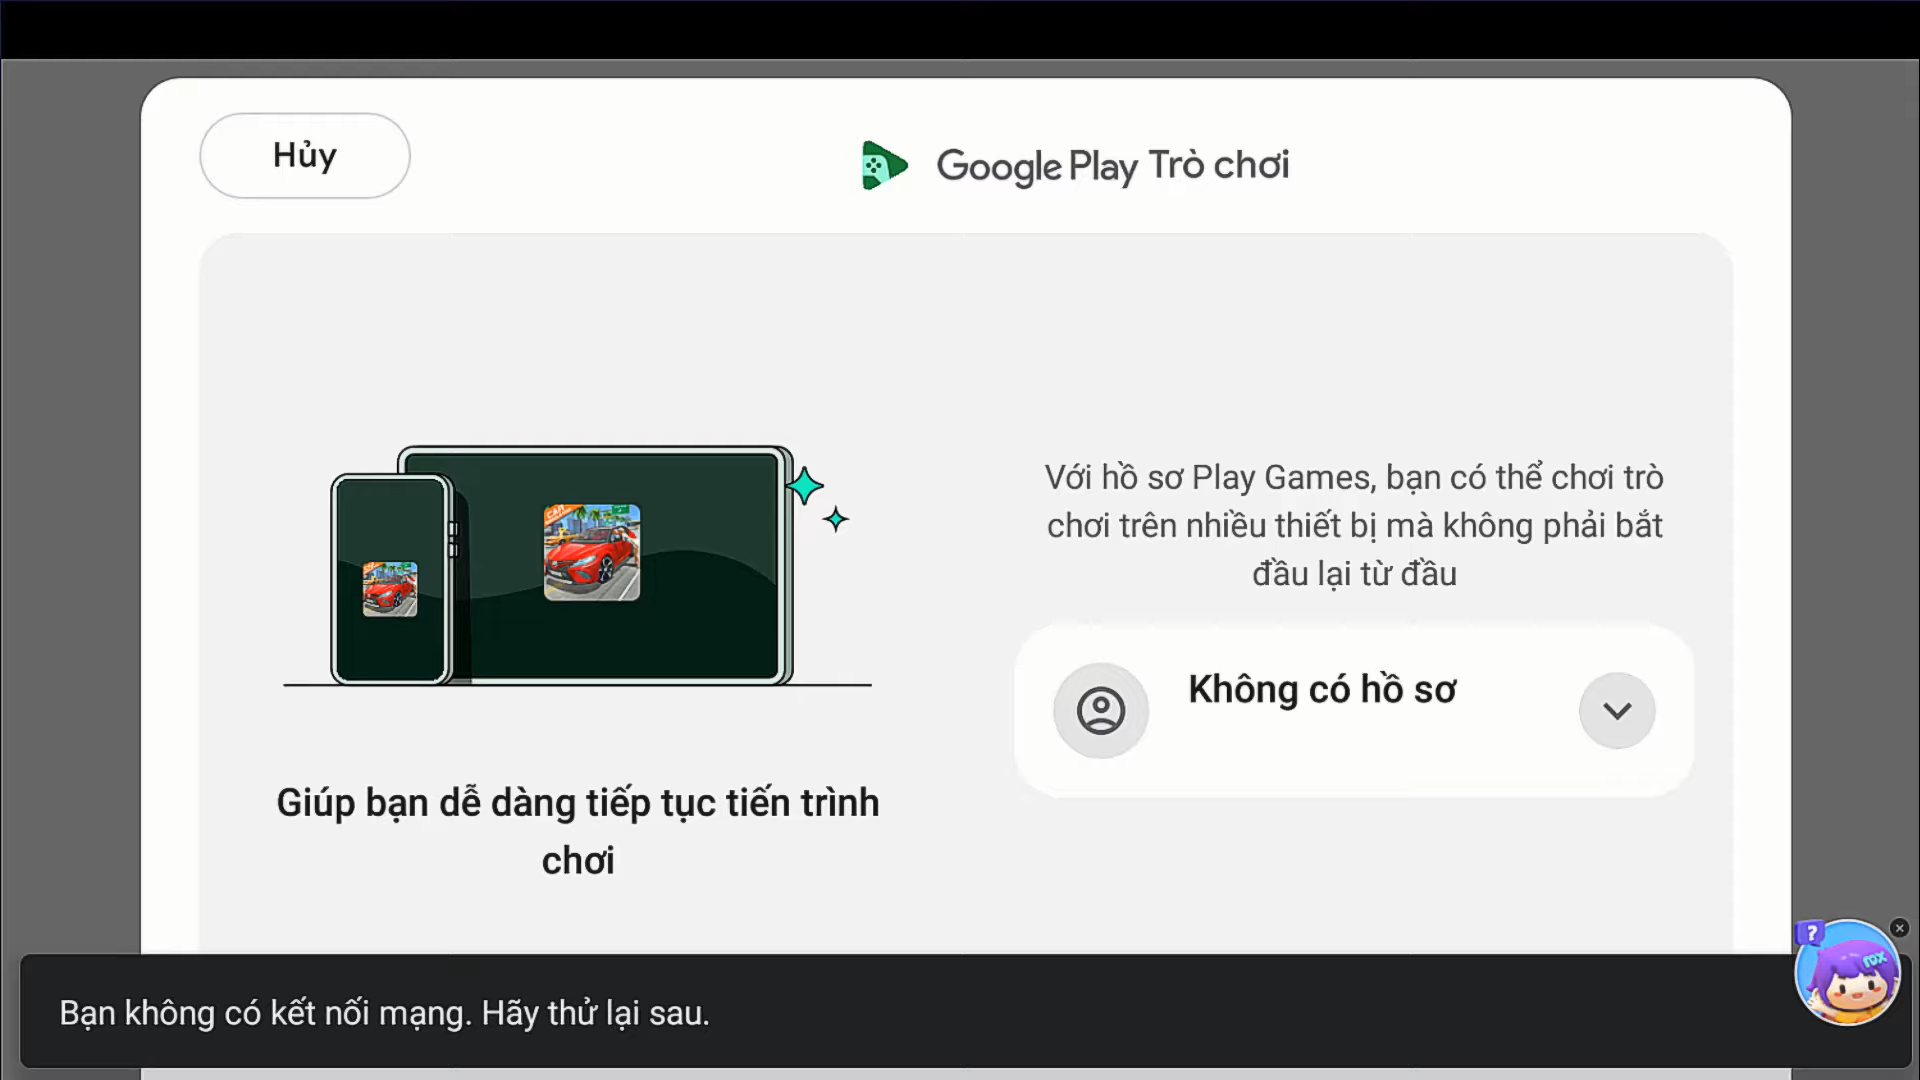 Hủy
Google Play Trò chơi
Với hồ sơ Play Games, bạn có thể chơi trò
chơi trên nhiều thiết bị mà không phải bắt
đầu lại từ đầu
Không có hồ sơ
Giúp bạn dễ dàng tiếp tục tiến trình
chơi
Bạn không có kết nối mạng. Hãy thử lại sau.
?